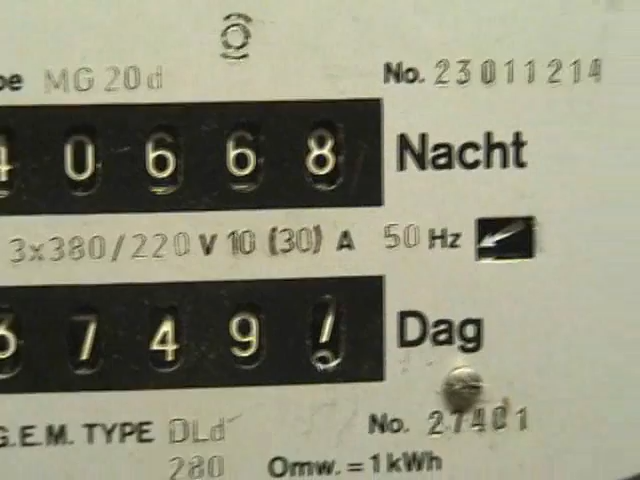 MG 20d No. 23011214
0 6 6 8 Nacht
3x380/220 V 10 (30) A 50 Hz
7 4 9 7 Dag
G.E.M. TYPE DLd No. 27401
280 Omw. = 1 kWh